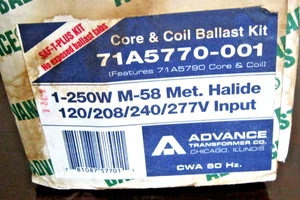 SAF-T-PLUS KIT
No exposed ballast tabs
Core & Coil Ballast Kit
71A5770-001
(Features 71A5790 Core & Coil)
1-250W M-58 Met. Halide
120/208/240/277V Input
ADVANCE
TRANSFORMER CO.
CHICAGO, ILLINOIS
CWA 60 Hz.